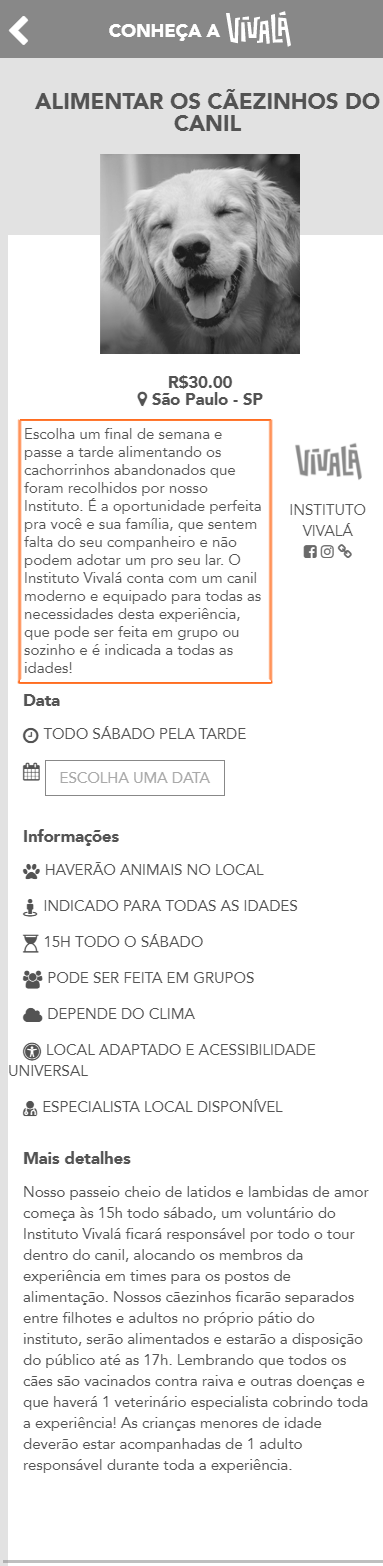 CONHEÇA A VIVALÁ
ALIMENTAR OS CÃEZINHOS DO
CANIL
R$30.00
São Paulo - SP
Escolha um final de semana e
passe a tarde alimentando os
cachorrinhos abandonados que
foram recolhidos por nosso
Instituto. É a oportunidade perfeita
pra você e sua família, que sentem
falta do seu companheiro e não
podem adotar um pro seu lar. O
Instituto Vivalá conta com um canil
moderno e equipado para todas as
necessidades desta experiência,
que pode ser feita em grupo ou
sozinho e é indicada a todas as
idades!
VIVALÁ
INSTITUTO
VIVALÁ
Data
TODO SÁBADO PELA TARDE
ESCOLHA UMA DATA
Informações
HAVERÃO ANIMAIS NO LOCAL
INDICADO PARA TODAS AS IDADES
15H TODO O SÁBADO
PODE SER FEITA EM GRUPOS
DEPENDE DO CLIMA
LOCAL ADAPTADO E ACESSIBILIDADE
UNIVERSAL
ESPECIALISTA LOCAL DISPONÍVEL
Mais detalhes
Nosso passeio cheio de latidos e lambidas de amor
começa às 15h todo sábado, um voluntário do
Instituto Vivalá ficará responsável por todo o tour
dentro do canil, alocando os membros da
experiência em times para os postos de
alimentação. Nossos cãezinhos ficarão separados
entre filhotes e adultos no próprio pátio do
instituto, serão alimentados e estarão a disposição
do público até as 17h. Lembrando que todos os
cães são vacinados contra raiva e outras doenças e
que haverá 1 veterinário especialista cobrindo toda
a experiência! As crianças menores de idade
deverão estar acompanhadas de 1 adulto
responsável durante toda a experiência.